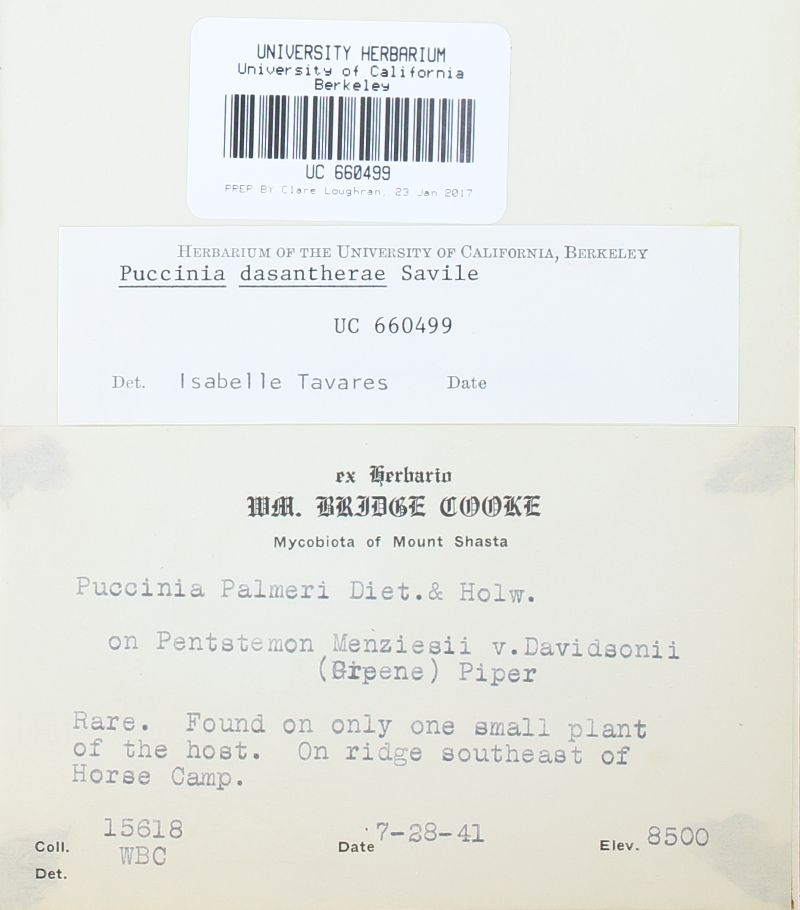 UNIVERSITY HERBARIUM
University of California
Berkeley
UC 660499
PREP BY Clare Loughran, 23 Jan 2017
HERBARIUM OF THE UNIVERSITY OF CALIFORNIA, BERKELEY
Puccinia dasantherae Savile
UC 660499
Det. Isabelle Tavares Date
ex Herbario
WM. BRIDGE COOKE
Mycobiota of Mount Shasta
Puccinia Palmeri Diet.& Holw.
on Pentstemon Menziesii v.Davidsonii
(Greene) Piper
Rare. Found on only one small plant
of the host. On ridge southeast of
Horse Camp.
Coll. 15618 Date 7-28-41 Elev. 8500
WBC
Det.